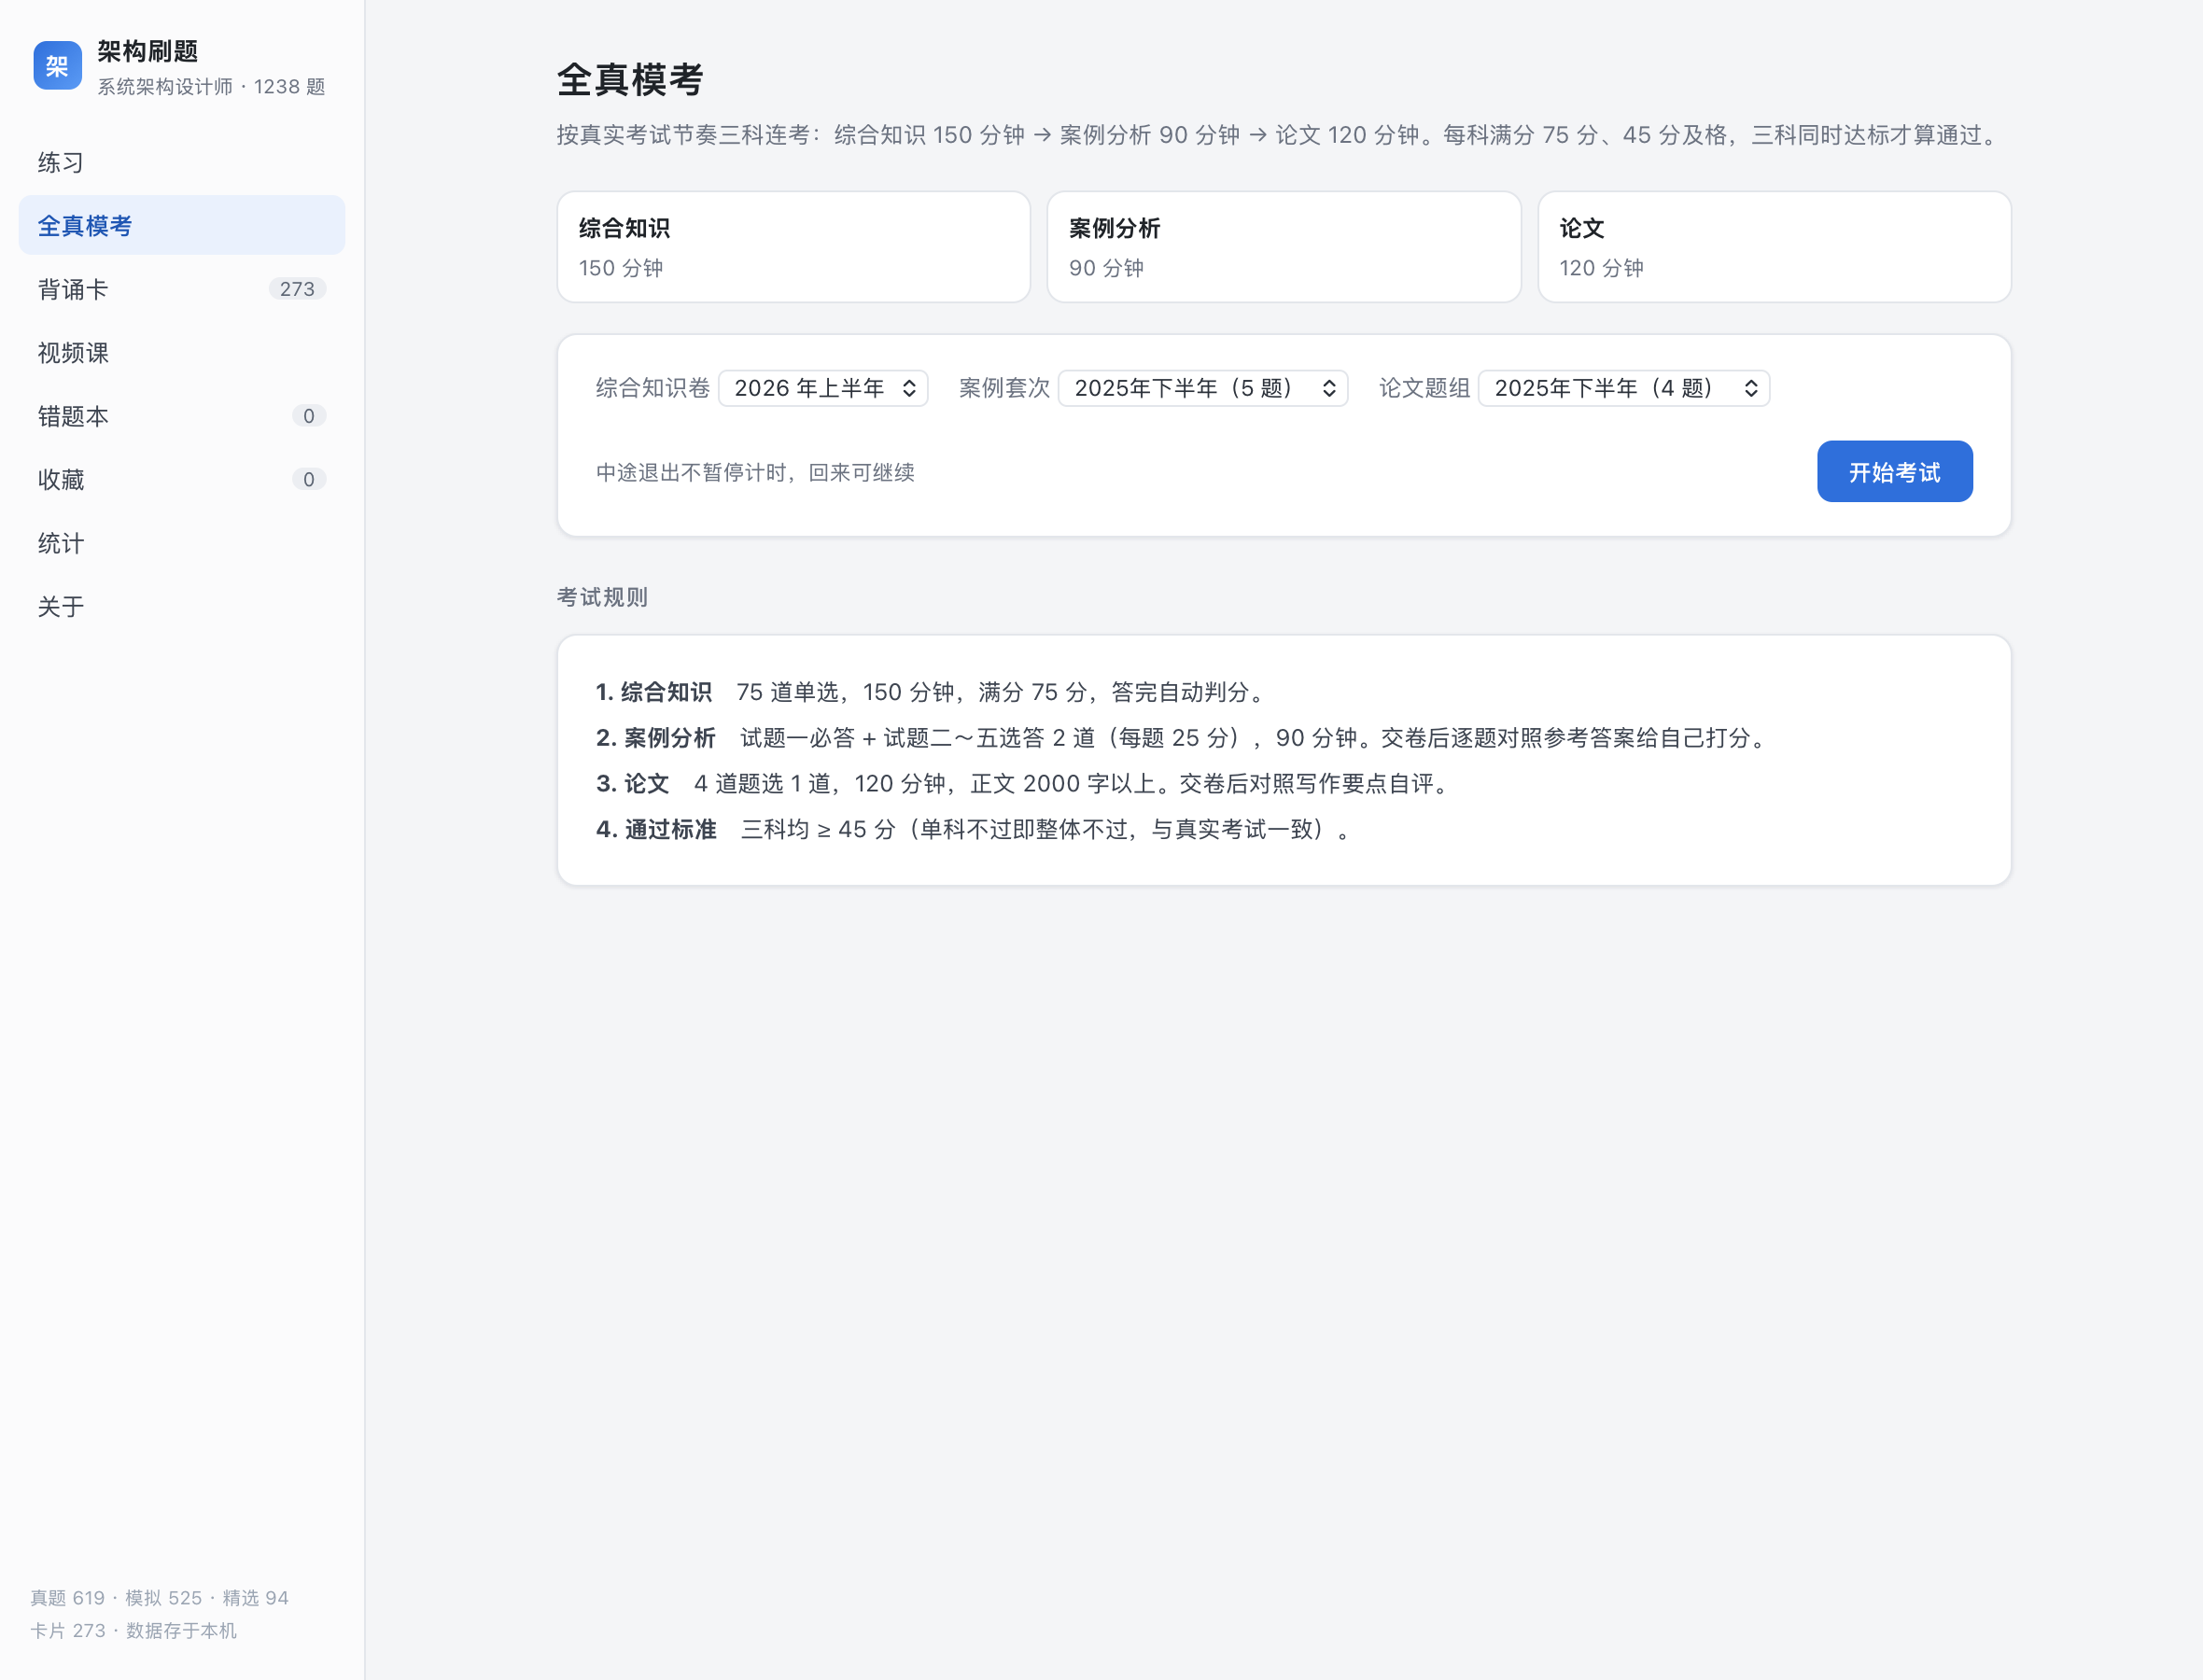 架
架构刷题
系统架构设计师 · 1238 题
练习
全真模考
背诵卡 273
视频课
错题本 0
收藏 0
统计
关于
真题 619 · 模拟 525 · 精选 94
卡片 273 · 数据存于本机
全真模考
按真实考试节奏三科连考：综合知识 150 分钟 → 案例分析 90 分钟 → 论文 120 分钟。每科满分 75 分、45 分及格，三科同时达标才算通过。
综合知识
150 分钟
案例分析
90 分钟
论文
120 分钟
综合知识卷 2026 年上半年 案例套次 2025年下半年（5 题） 论文题组 2025年下半年（4 题）
中途退出不暂停计时，回来可继续
开始考试
考试规则
1. 综合知识 75 道单选，150 分钟，满分 75 分，答完自动判分。
2. 案例分析 试题一必答 + 试题二～五选答 2 道（每题 25 分），90 分钟。交卷后逐题对照参考答案给自己打分。
3. 论文 4 道题选 1 道，120 分钟，正文 2000 字以上。交卷后对照写作要点自评。
4. 通过标准 三科均 ≥ 45 分（单科不过即整体不过，与真实考试一致）。